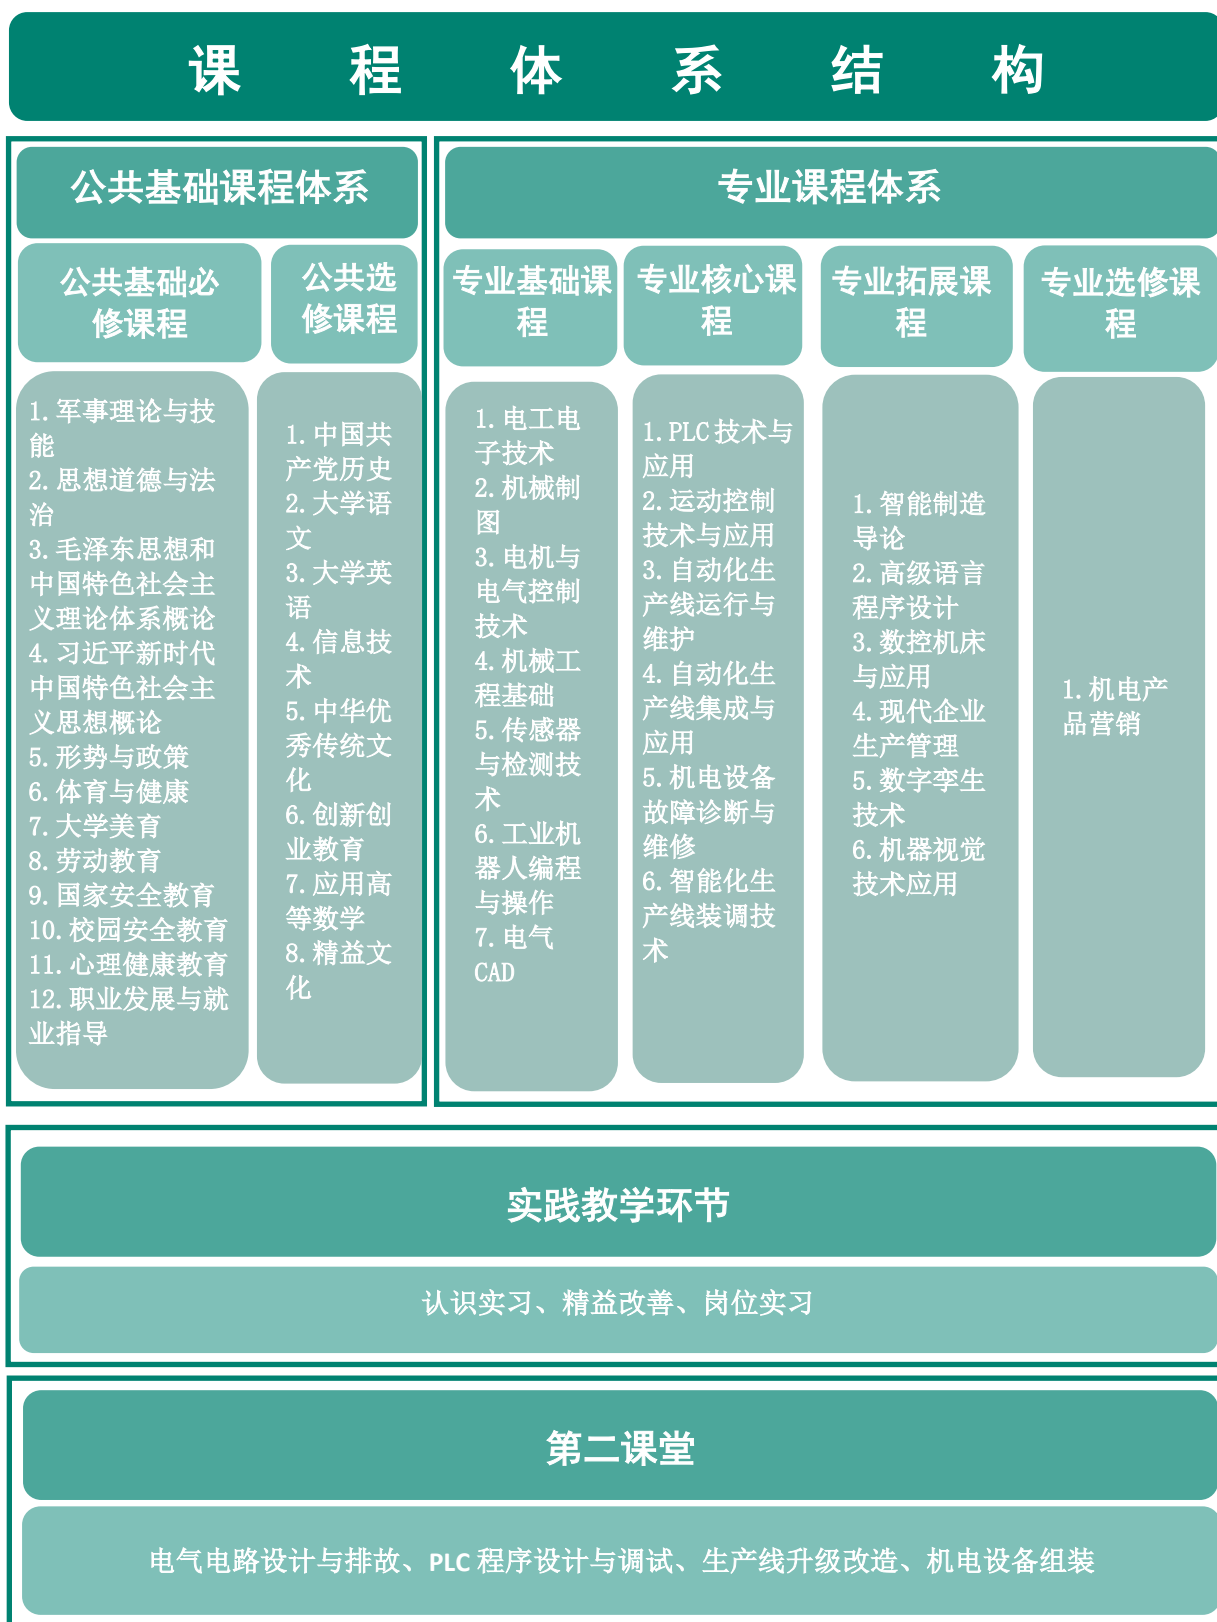 课程体系结构
公共基础课程体系
公共基础必
修课程
1.军事理论与技
能
2.思想道德与法
治
3.毛泽东思想和
中国特色社会主
义理论体系概论
4.习近平新时代
中国特色社会主
义思想概论
5.形势与政策
6.体育与健康
7.大学美育
8.劳动教育
9.国家安全教育
10.校园安全教育
11.心理健康教育
12.职业发展与就
业指导
公共选
修课程
1.中国共
产党历史
2.大学语
文
3.大学英
语
4.信息技
术
5.中华优
秀传统文
化
6.创新创
业教育
7.应用高
等数学
8.精益文
化
专业课程体系
专业基础课
程
1.电工电
子技术
2.机械制
图
3.电机与
电气控制
技术
4.机械工
程基础
5.传感器
与检测技
术
6.工业机
器人编程
与操作
7.电气
CAD
专业核心课
程
1.PLC技术与
应用
2.运动控制
技术与应用
3.自动化生
产线运行与
维护
4.自动化生
产线集成与
应用
5.机电设备
故障诊断与
维修
6.智能化生
产线装调技
术
专业拓展课
程
1.智能制造
导论
2.高级语言
程序设计
3.数控机床
与应用
4.现代企业
生产管理
5.数字孪生
技术
6.机器视觉
技术应用
专业选修课
程
1.机电产
品营销
实践教学环节
认识实习、精益改善、岗位实习
第二课堂
电气电路设计与排故、PLC程序设计与调试、生产线升级改造、机电设备组装